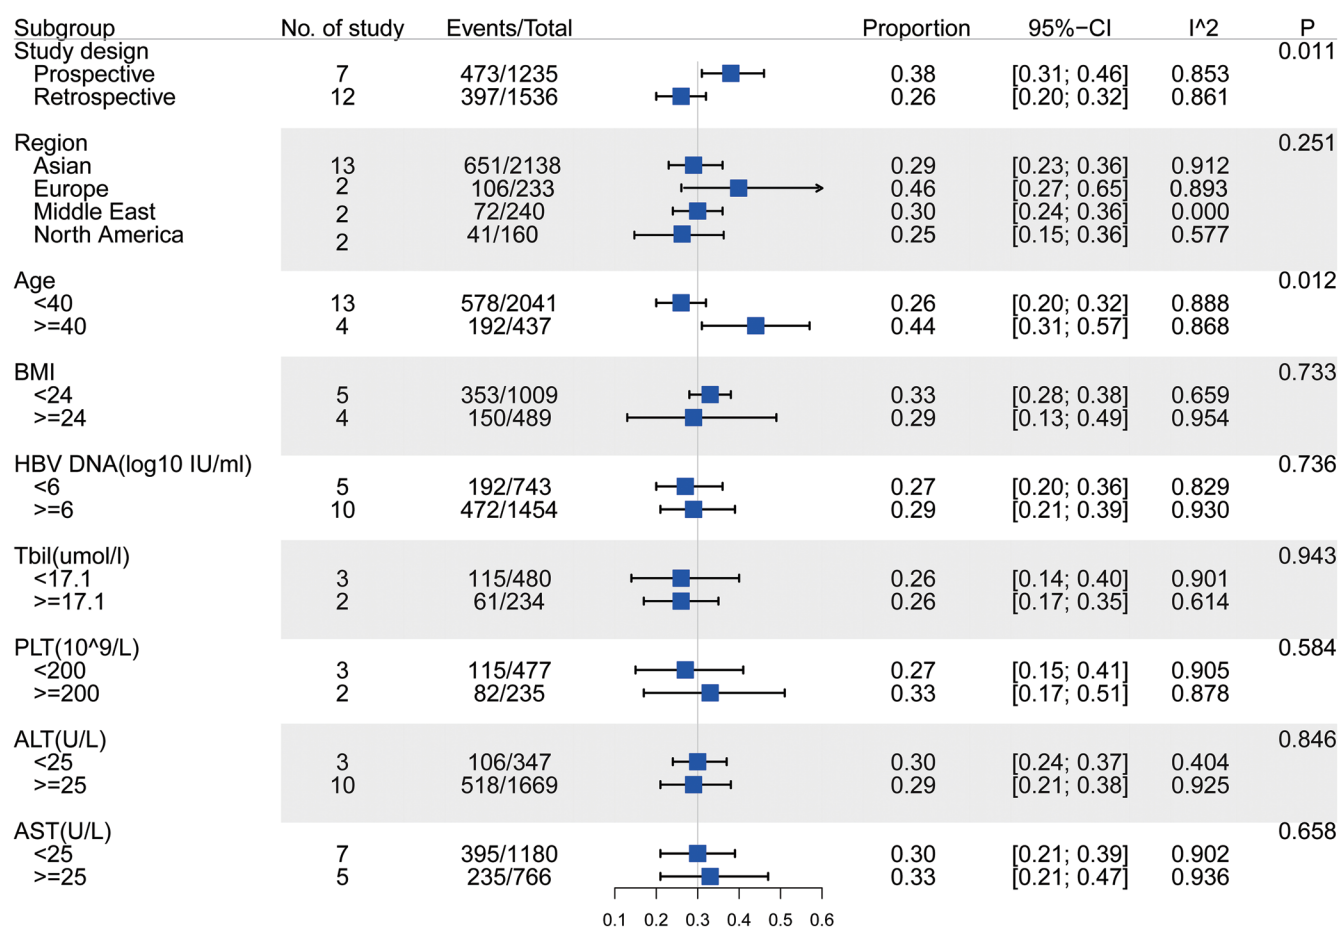 Subgroup No. of study Events/Total Proportion 95%−CI I^2 P
Study design 0.011
Prospective 7 473/1235 0.38 [0.31; 0.46] 0.853
Retrospective 12 397/1536 0.26 [0.20; 0.32] 0.861
Region 0.251
Asian 13 651/2138 0.29 [0.23; 0.36] 0.912
Europe 2 106/233 0.46 [0.27; 0.65] 0.893
Middle East 2 72/240 0.30 [0.24; 0.36] 0.000
North America 2 41/160 0.25 [0.15; 0.36] 0.577
Age 0.012
<40 13 578/2041 0.26 [0.20; 0.32] 0.888
>=40 4 192/437 0.44 [0.31; 0.57] 0.868
BMI 0.733
<24 5 353/1009 0.33 [0.28; 0.38] 0.659
>=24 4 150/489 0.29 [0.13; 0.49] 0.954
HBV DNA(log10 IU/ml) 0.736
<6 5 192/743 0.27 [0.20; 0.36] 0.829
>=6 10 472/1454 0.29 [0.21; 0.39] 0.930
Tbil(umol/l) 0.943
<17.1 3 115/480 0.26 [0.14; 0.40] 0.901
>=17.1 2 61/234 0.26 [0.17; 0.35] 0.614
PLT(10^9/L) 0.584
<200 3 115/477 0.27 [0.15; 0.41] 0.905
>=200 2 82/235 0.33 [0.17; 0.51] 0.878
ALT(U/L) 0.846
<25 3 106/347 0.30 [0.24; 0.37] 0.404
>=25 10 518/1669 0.29 [0.21; 0.38] 0.925
AST(U/L) 0.658
<25 7 395/1180 0.30 [0.21; 0.39] 0.902
>=25 5 235/766 0.33 [0.21; 0.47] 0.936
0.1 0.2 0.3 0.4 0.5 0.6